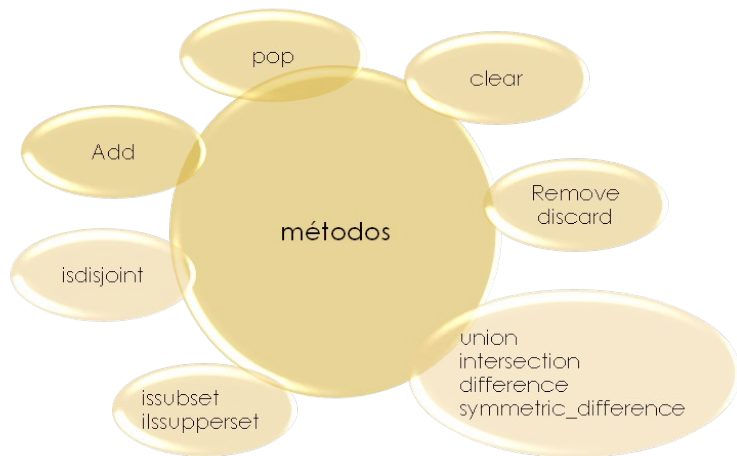 pop
clear
Add
Remove
discard
métodos
isdisjoint
union
intersection
difference
symmetric_difference
issubset
ilssupperset